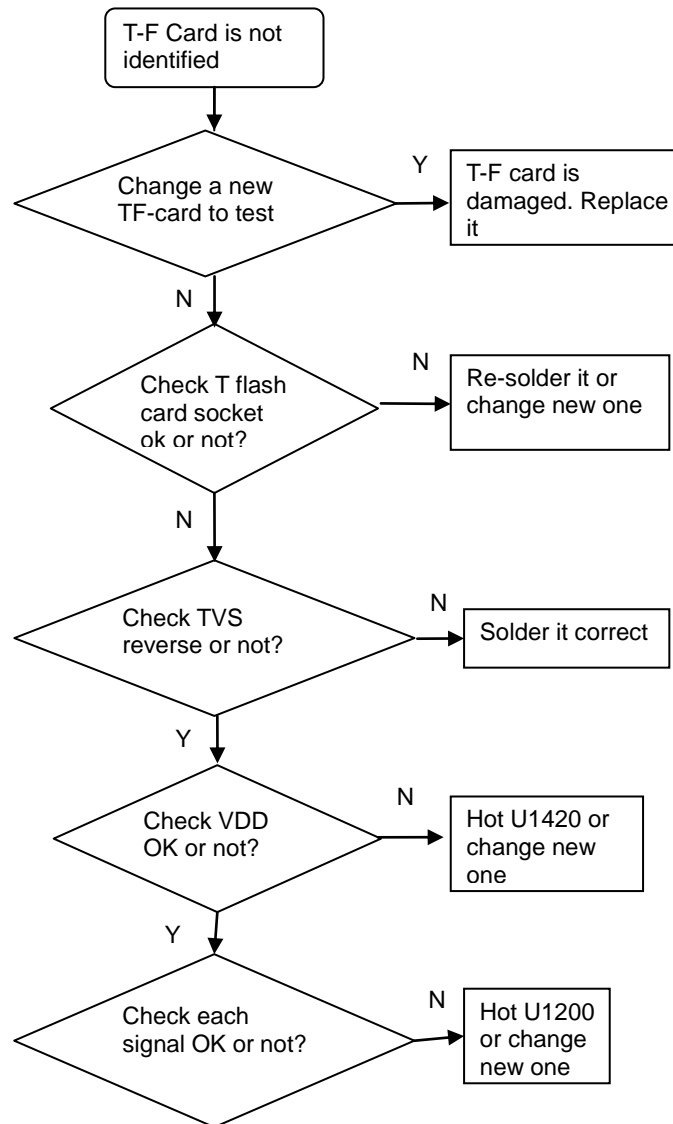 T-F Card is not
identified
Change a new
TF-card to test
Y
T-F card is
damaged. Replace
it
N
Check T flash
card socket
ok or not?
N
Re-solder it or
change new one
N
Check TVS
reverse or not?
N
Solder it correct
Y
Check VDD
OK or not?
N
Hot U1420 or
change new
one
Y
Check each
signal OK or not?
N
Hot U1200
or change
new one